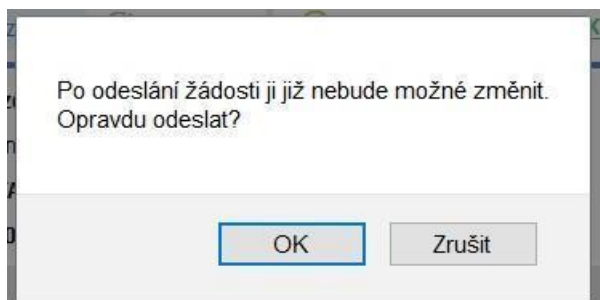 Po odeslání žádosti ji již nebude možné změnit.
Opravdu odeslat?
OK
Zrušit